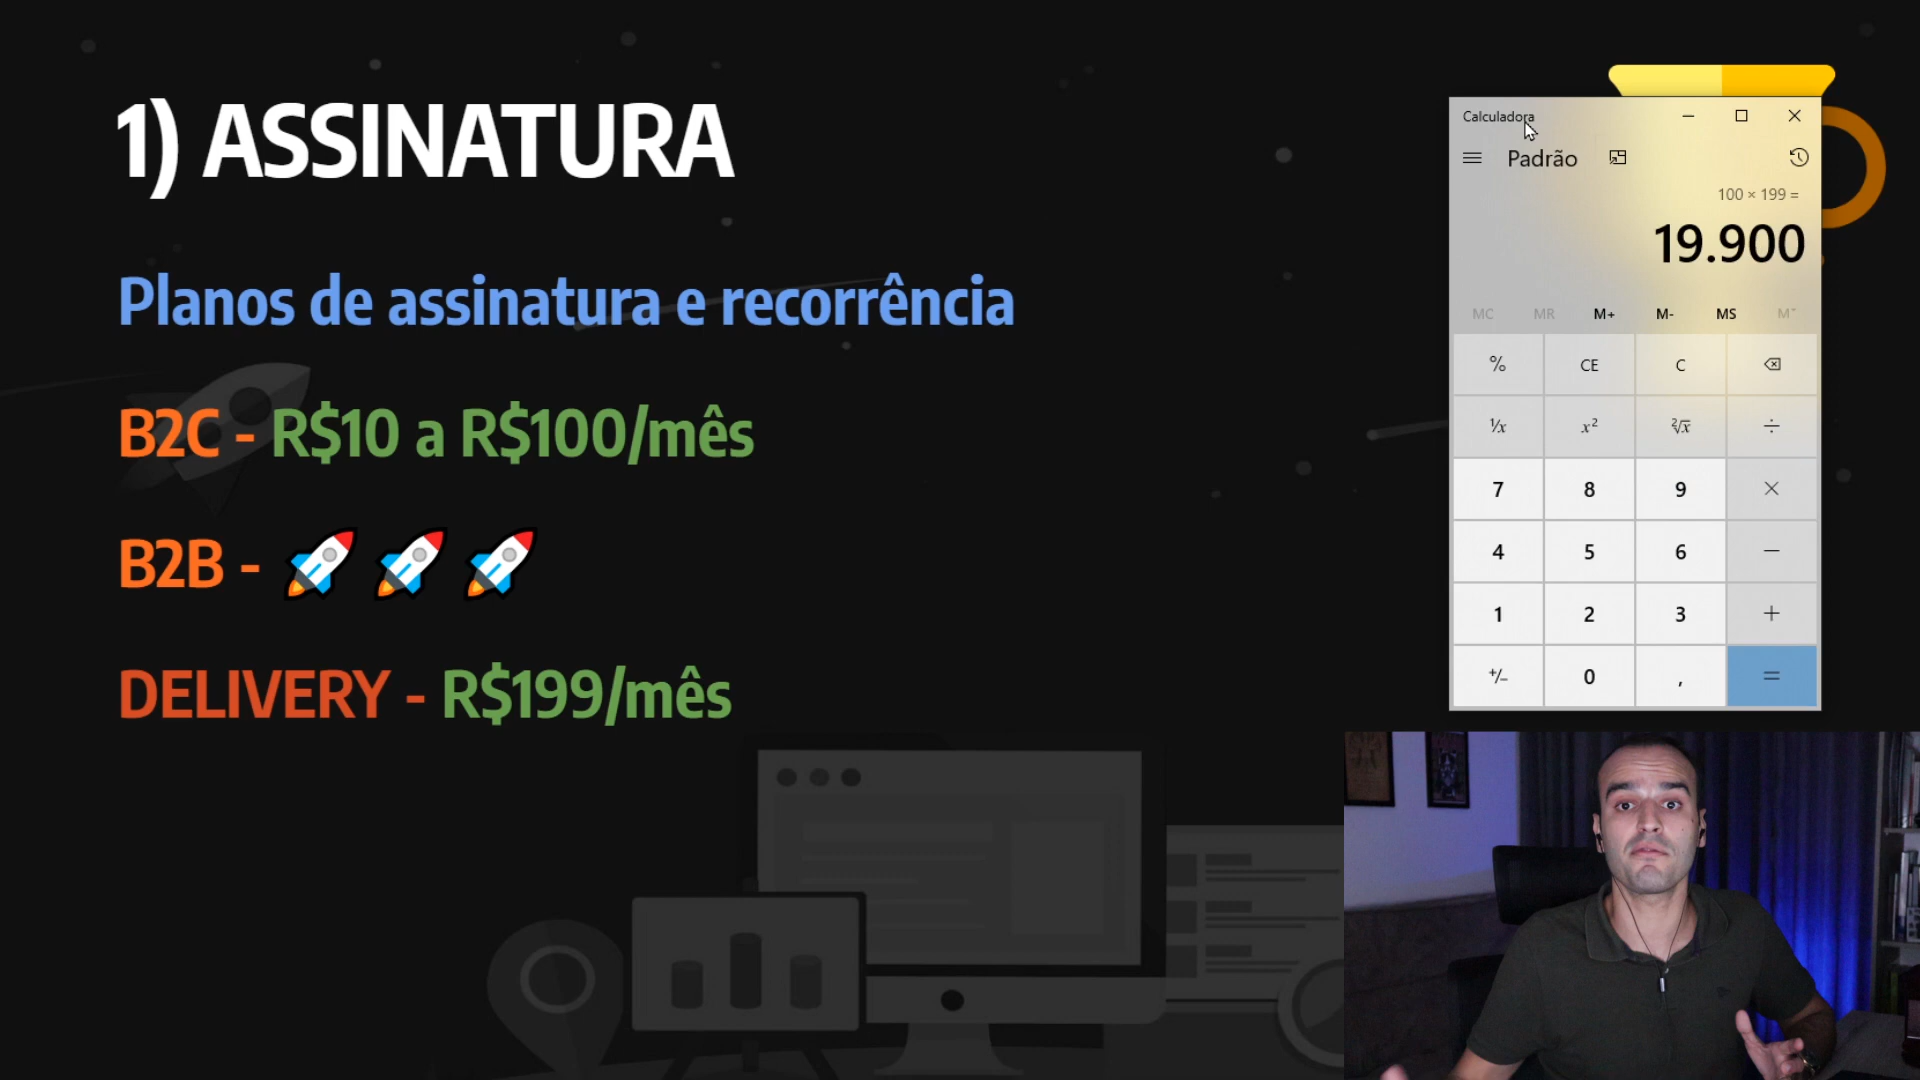 1) ASSINATURA
Planos de assinatura e recorrência
B2C - R$10 a R$100/mês
B2B -
DELIVERY - R$199/mês
Calculadora
Padrão
100 × 199 =
19.900
MC MR M+ M- MS M˅
% CE C
¹/x x² ²√x ÷
7 8 9 ×
4 5 6 −
1 2 3 +
+/− 0 , =